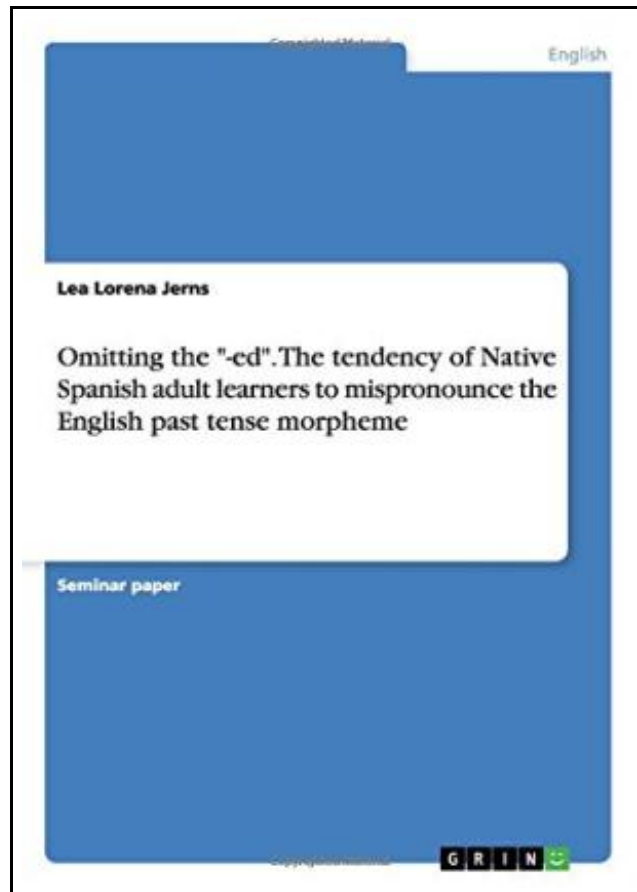 English
Lea Lorena Jerns
Omitting the "-ed". The tendency of Native
Spanish adult learners to mispronounce the
English past tense morpheme
Seminar paper
GRIN